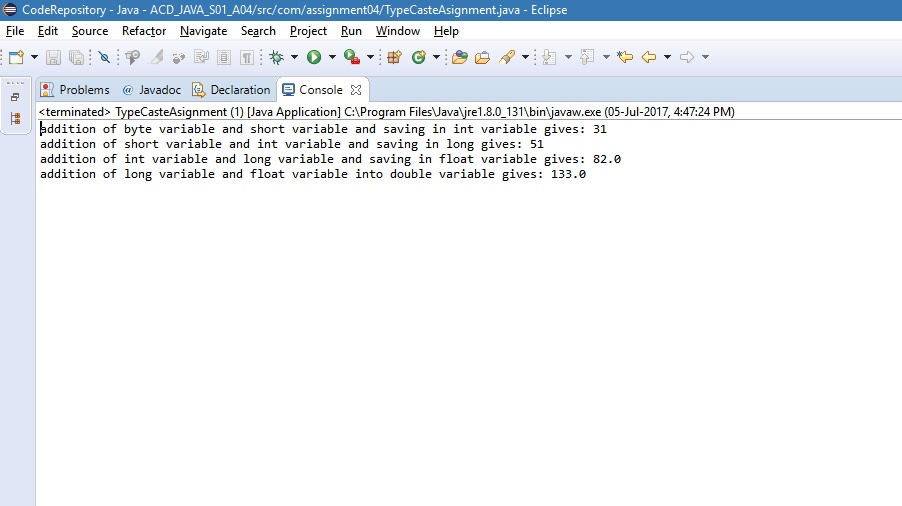 CodeRepository - Java - ACD_JAVA_S01_A04/src/com/assignment04/TypeCasteAsignment.java - Eclipse
File Edit Source Refactor Navigate Search Project Run Window Help
Problems @ Javadoc Declaration Console
<terminated> TypeCasteAsignment (1) [Java Application] C:\Program Files\Java\jre1.8.0_131\bin\javaw.exe (05-Jul-2017, 4:47:24 PM)
addition of byte variable and short variable and saving in int variable gives: 31
addition of short variable and int variable and saving in long gives: 51
addition of int variable and long variable and saving in float variable gives: 82.0
addition of long variable and float variable into double variable gives: 133.0